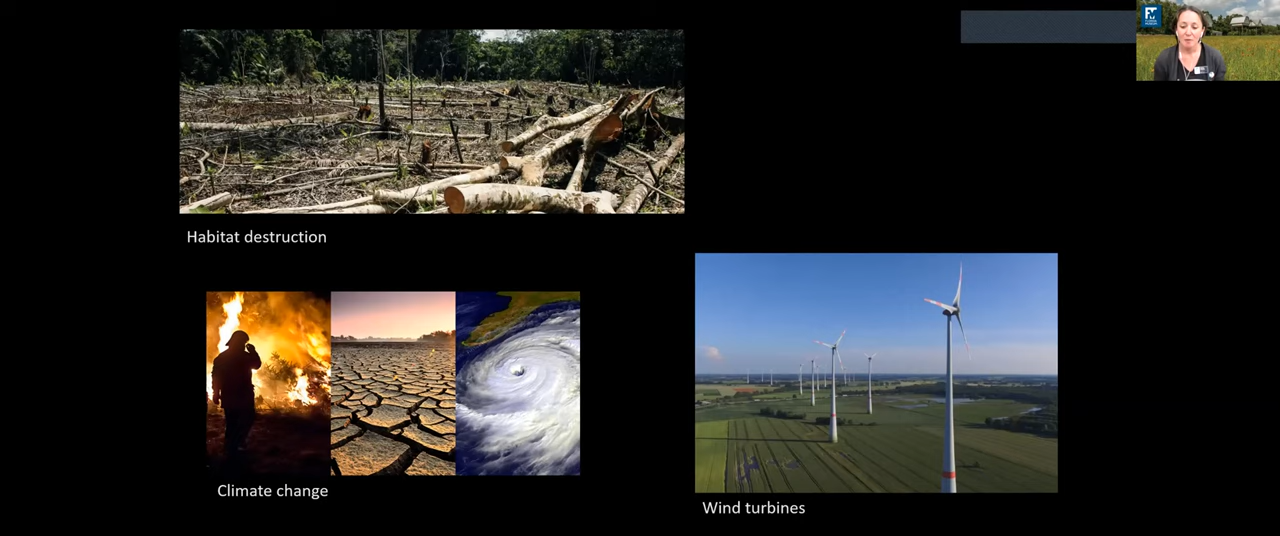 Habitat destruction
Climate change
Wind turbines